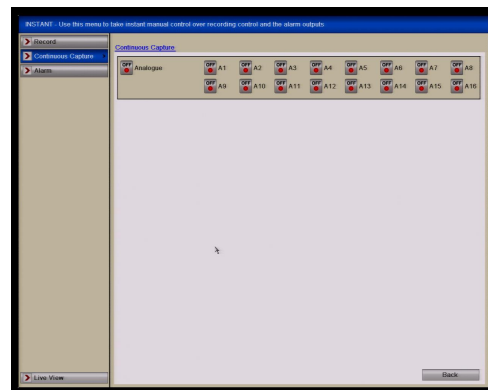 INSTANT - Use this menu to take instant manual control over recording control and the alarm outputs
Record
Continuous Capture
Alarm
Continuous Capture
OFF Analogue OFF A1 OFF A2 OFF A3 OFF A4 OFF A5 OFF A6 OFF A7 OFF A8
OFF A9 OFF A10 OFF A11 OFF A12 OFF A13 OFF A14 OFF A15 OFF A16
Live View
Back